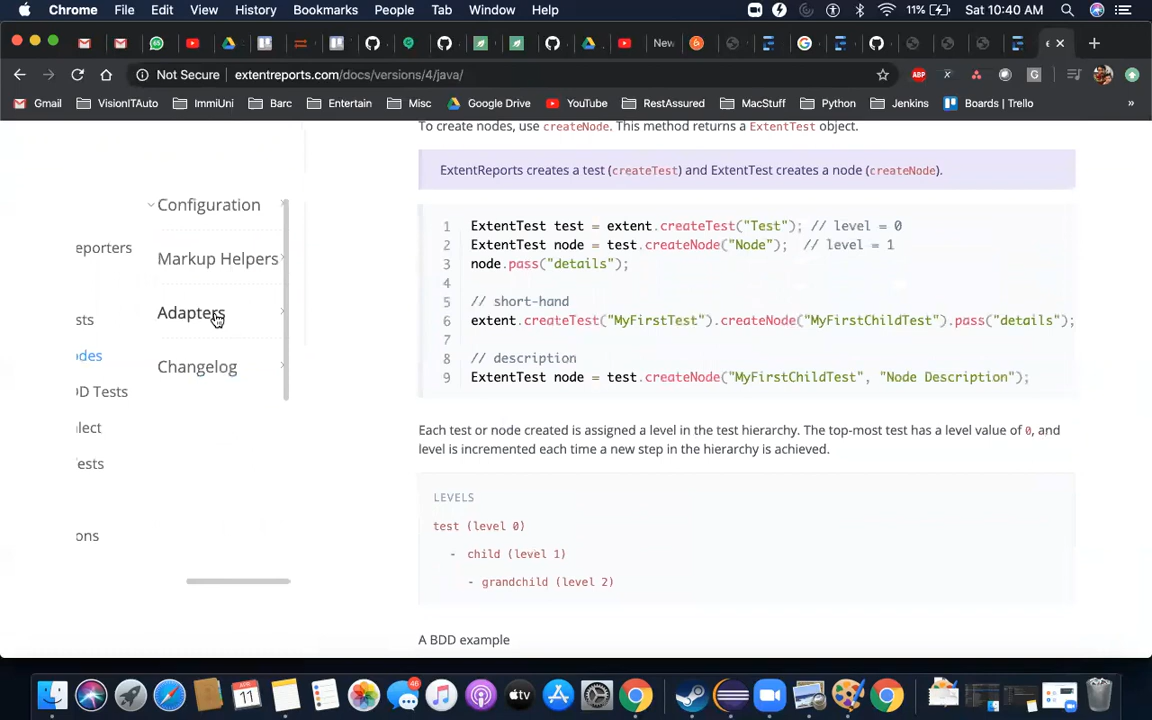 Chrome File Edit View History Bookmarks People Tab Window Help 11% Sat 10:40 AM
New
Not Secure extentreports.com/docs/versions/4/java/
Gmail VisionITAuto ImmiUni Barc Entertain Misc Google Drive YouTube RestAssured MacStuff Python Jenkins Boards | Trello »
To create nodes, use createNode. This method returns a ExtentTest object.
ExtentReports creates a test (createTest) and ExtentTest creates a node (createNode).
Configuration
eporters
Markup Helpers
Adapters
sts
odes
Changelog
DD Tests
lect
ests
ons
1 ExtentTest test = extent.createTest("Test"); // level = 0
2 ExtentTest node = test.createNode("Node"); // level = 1
3 node.pass("details");
4
5 // short-hand
6 extent.createTest("MyFirstTest").createNode("MyFirstChildTest").pass("details");
7
8 // description
9 ExtentTest node = test.createNode("MyFirstChildTest", "Node Description");
Each test or node created is assigned a level in the test hierarchy. The top-most test has a level value of 0, and
level is incremented each time a new step in the hierarchy is achieved.
LEVELS
test (level 0)
- child (level 1)
- grandchild (level 2)
A BDD example
46
JUL
11
tv